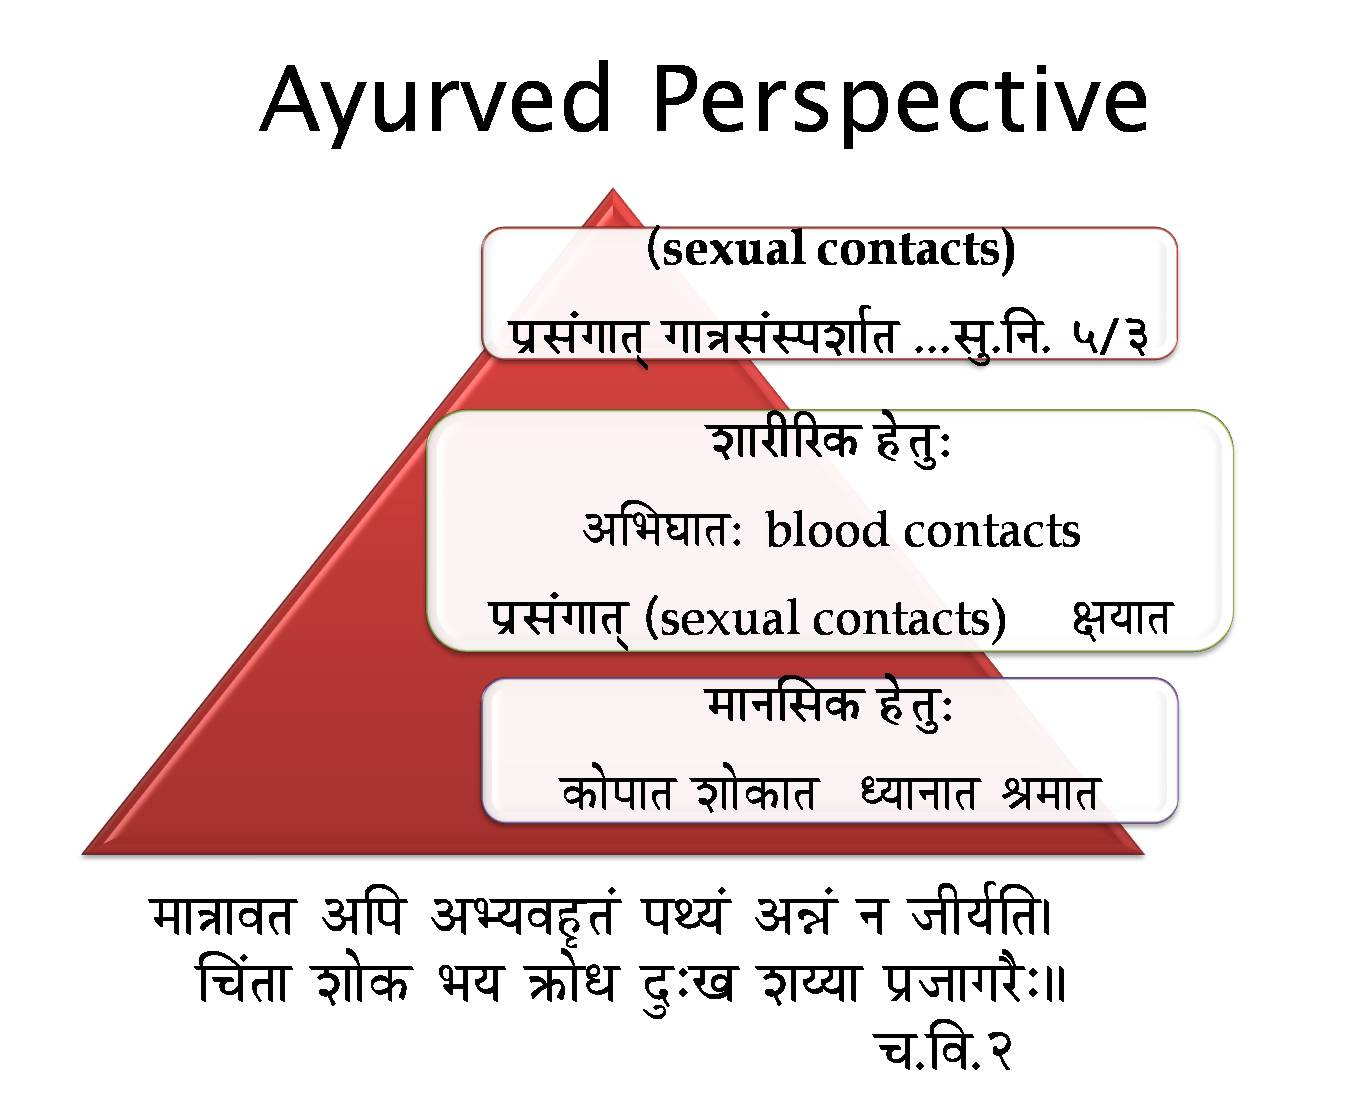 Ayurved Perspective
(sexual contacts)
प्रसंगात् गात्रसंस्पर्शात ...सु.नि. ५/३
शारीरिक हेतुः
अभिघातः blood contacts
प्रसंगात् (sexual contacts) क्षयात
मानसिक हेतुः
कोपात शोकात ध्यानात श्रमात
मात्रावत अपि अभ्यवहृतं पथ्यं अन्नं न जीर्यति।
चिंता शोक भय क्रोध दुःख शय्या प्रजागरैः॥
च.वि.२